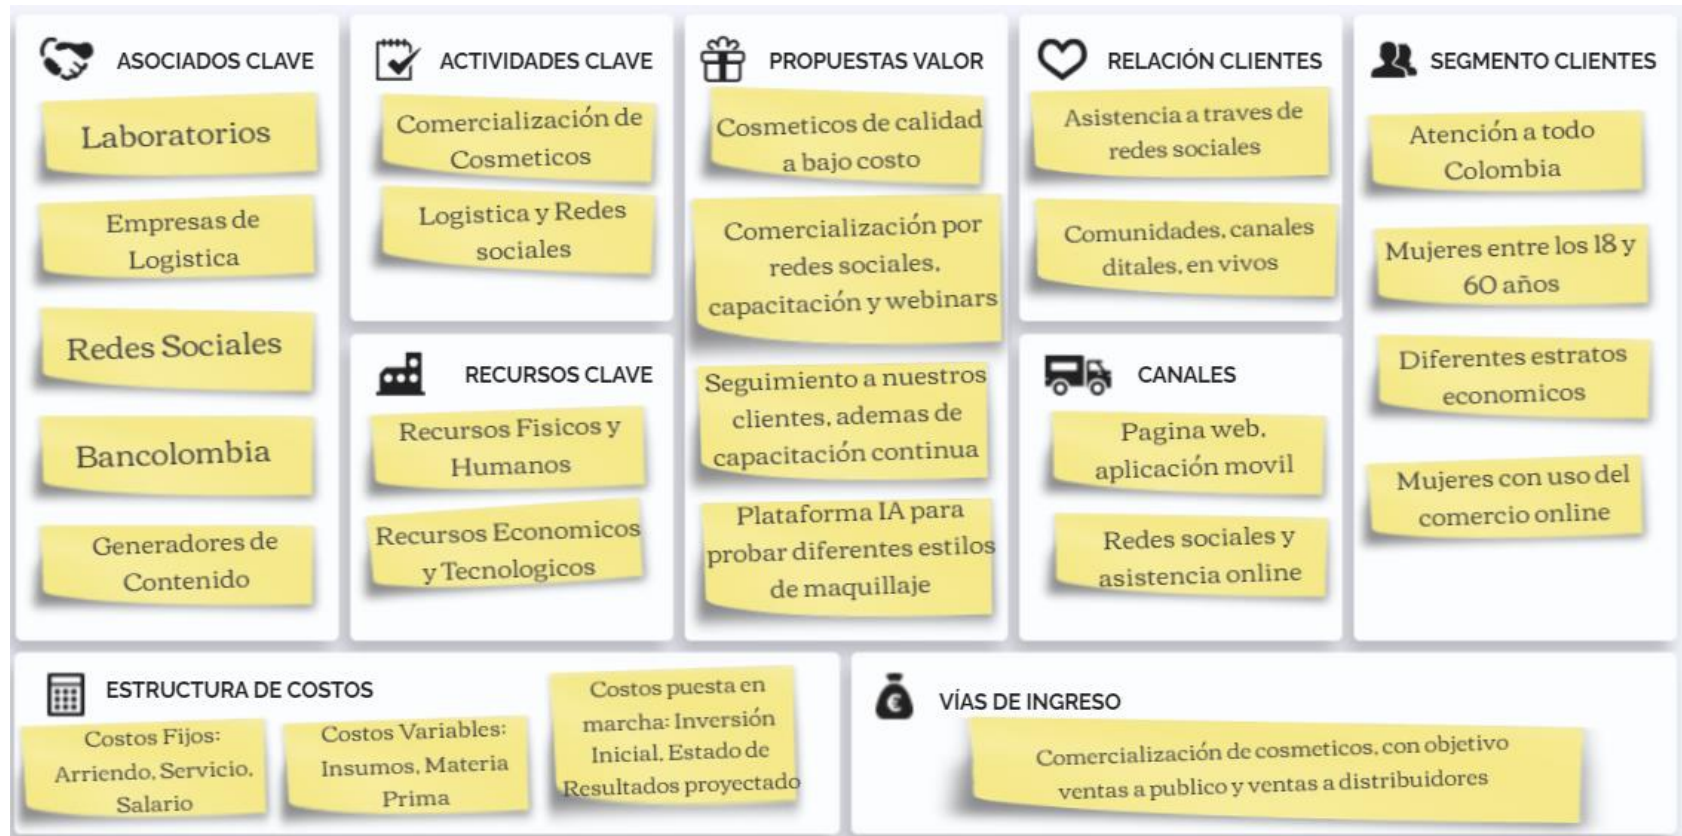 ASOCIADOS CLAVE
Laboratorios
Empresas de
Logistica
Redes Sociales
Bancolombia
Generadores de
Contenido
ACTIVIDADES CLAVE
Comercialización de
Cosmeticos
Logistica y Redes
sociales
RECURSOS CLAVE
Recursos Fisicos y
Humanos
Recursos Economicos
y Tecnologicos
PROPUESTAS VALOR
Cosmeticos de calidad
a bajo costo
Comercialización por
redes sociales,
capacitación y webinars
Seguimiento a nuestros
clientes, ademas de
capacitación continua
Plataforma IA para
probar diferentes estilos
de maquillaje
RELACIÓN CLIENTES
Asistencia a traves de
redes sociales
Comunidades, canales
ditales, en vivos
CANALES
Pagina web,
aplicación movil
Redes sociales y
asistencia online
SEGMENTO CLIENTES
Atención a todo
Colombia
Mujeres entre los 18 y
60 años
Diferentes estratos
economicos
Mujeres con uso del
comercio online
ESTRUCTURA DE COSTOS
Costos Fijos:
Arriendo, Servicio,
Salario
Costos Variables:
Insumos, Materia
Prima
Costos puesta en
marcha: Inversión
Inicial, Estado de
Resultados proyectado
VÍAS DE INGRESO
Comercialización de cosmeticos, con objetivo
ventas a publico y ventas a distribuidores